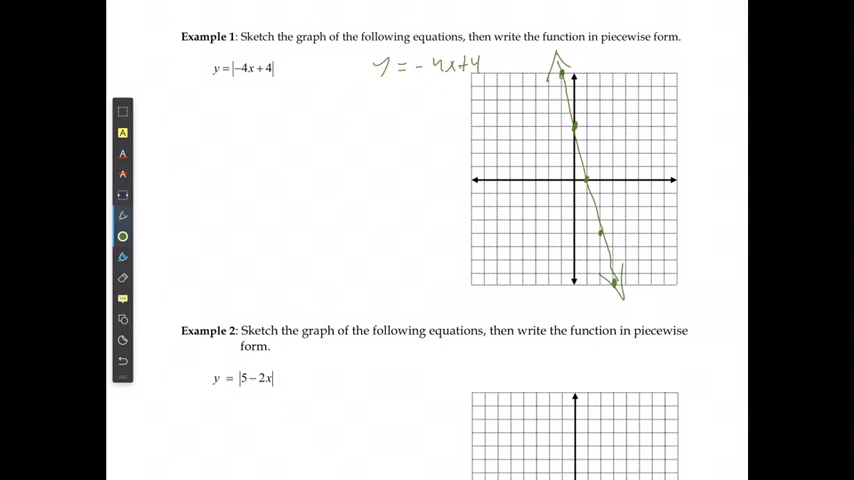 Example 1: Sketch the graph of the following equations, then write the function in piecewise form.
y = |−4x + 4|
y = - 4x+4
A
A
A
Example 2: Sketch the graph of the following equations, then write the function in piecewise
form.
y = |5 − 2x|